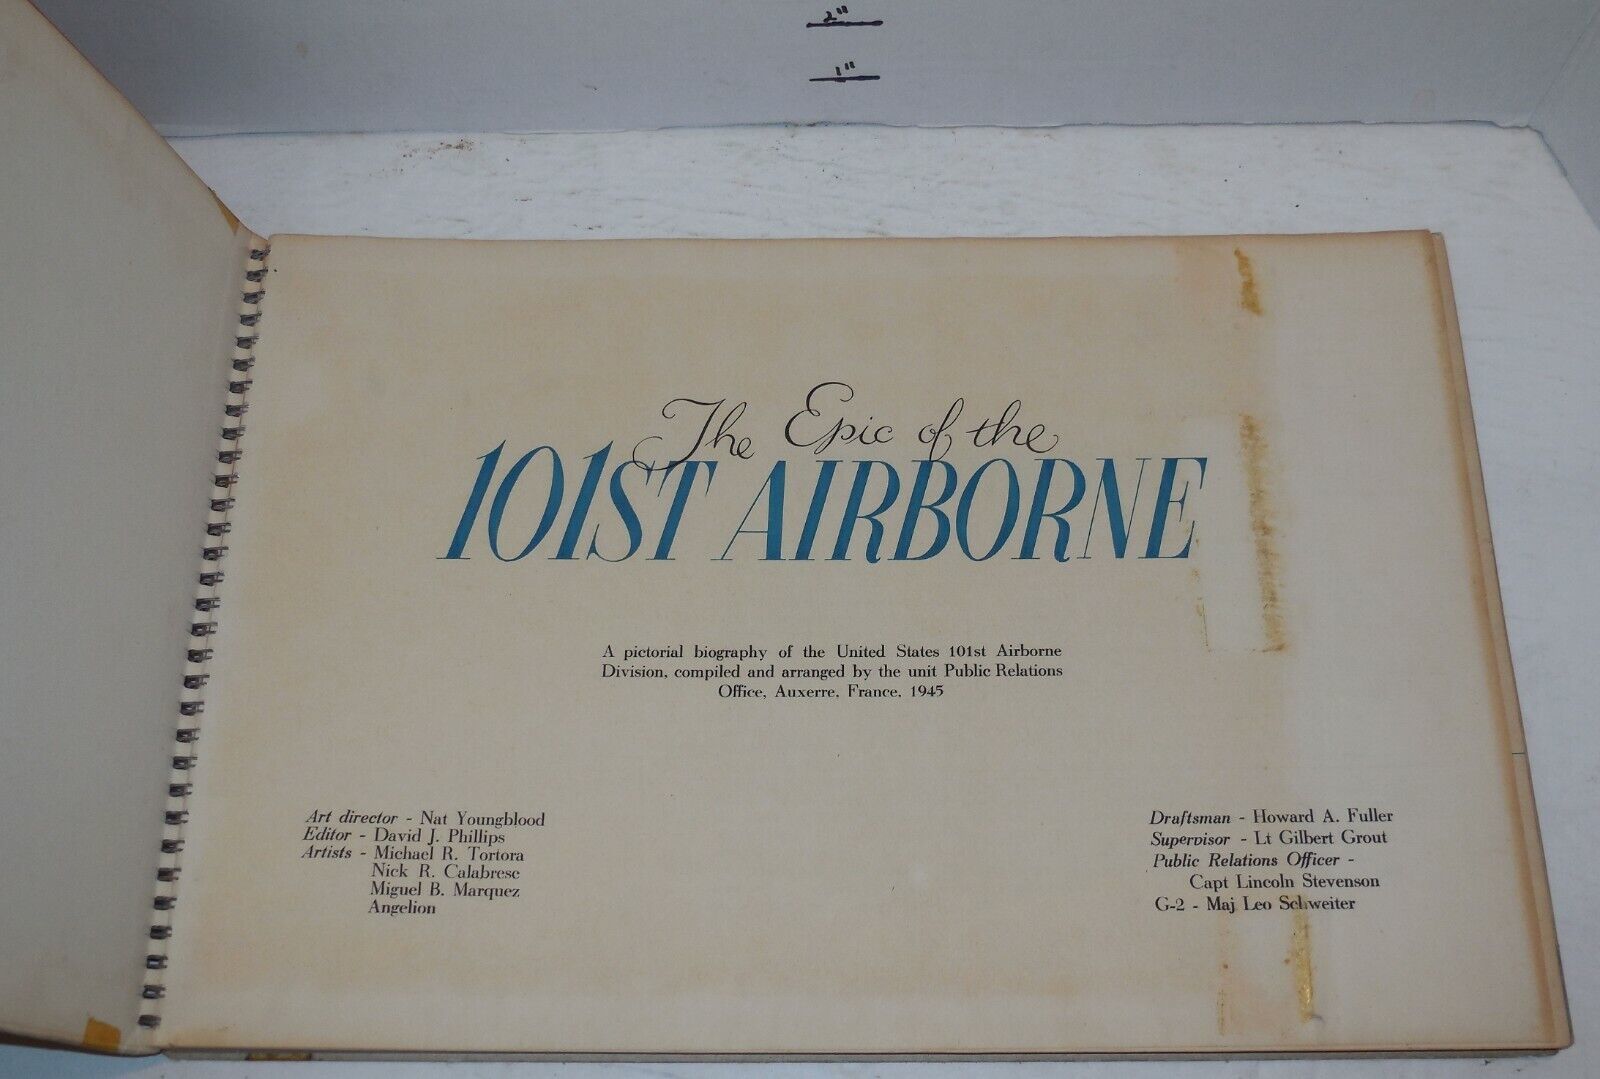 2"
1"
The Epic of the
101ST AIRBORNE
A pictorial biography of the United States 101st Airborne
Division, compiled and arranged by the unit Public Relations
Office, Auxerre, France, 1945
Art director - Nat Youngblood
Editor - David J. Phillips
Artists - Michael R. Tortora
Nick R. Calabrese
Miguel B. Marquez
Angelion
Draftsman - Howard A. Fuller
Supervisor - Lt Gilbert Grout
Public Relations Officer -
Capt Lincoln Stevenson
G-2 - Maj Leo Schweiter